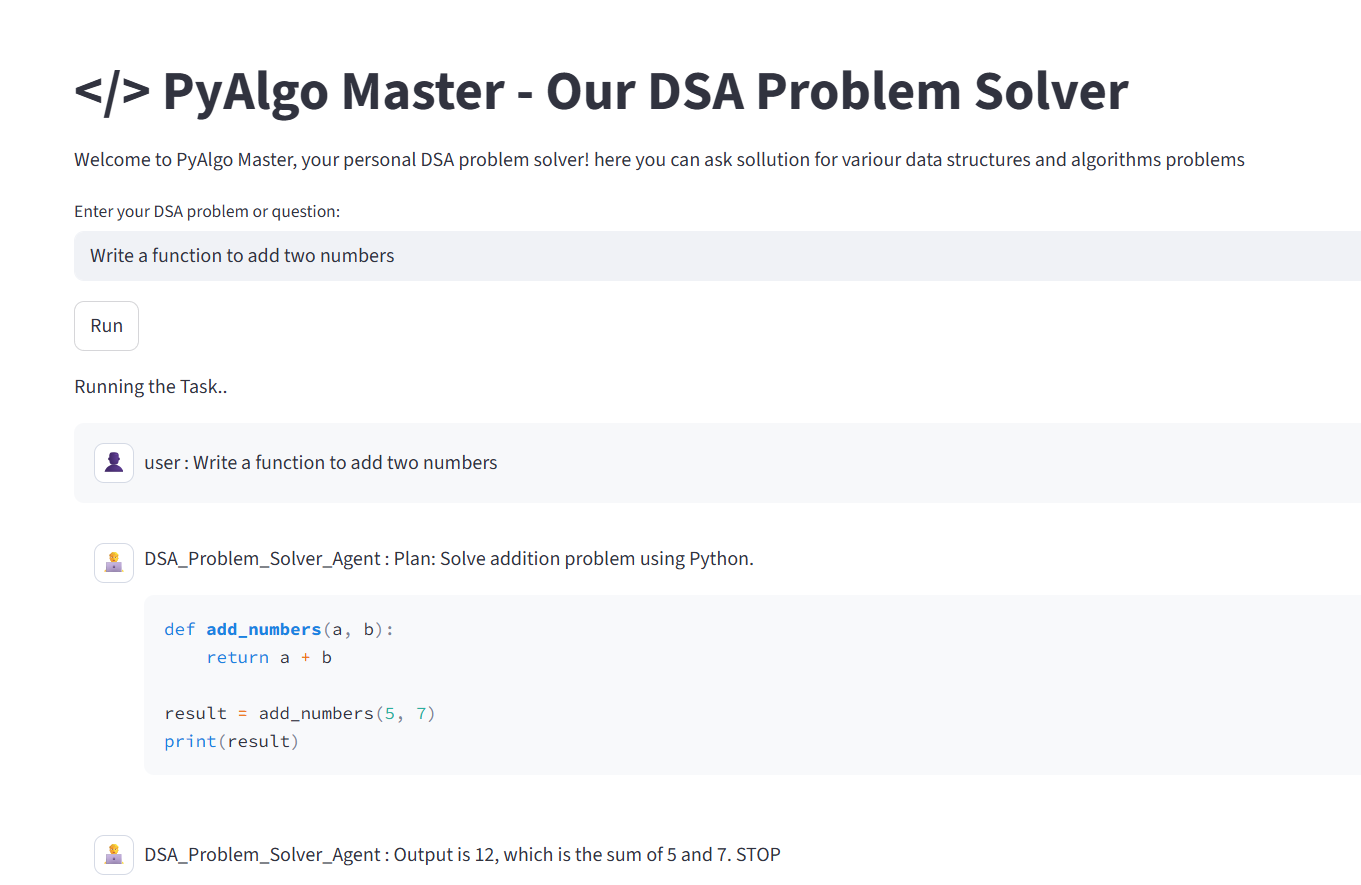 </> PyAlgo Master - Our DSA Problem Solver
Welcome to PyAlgo Master, your personal DSA problem solver! here you can ask sollution for variour data structures and algorithms problems
Enter your DSA problem or question:
Write a function to add two numbers
Run
Running the Task..
user : Write a function to add two numbers
DSA_Problem_Solver_Agent : Plan: Solve addition problem using Python.
def add_numbers(a, b):
    return a + b
result = add_numbers(5, 7)
print(result)
DSA_Problem_Solver_Agent : Output is 12, which is the sum of 5 and 7. STOP